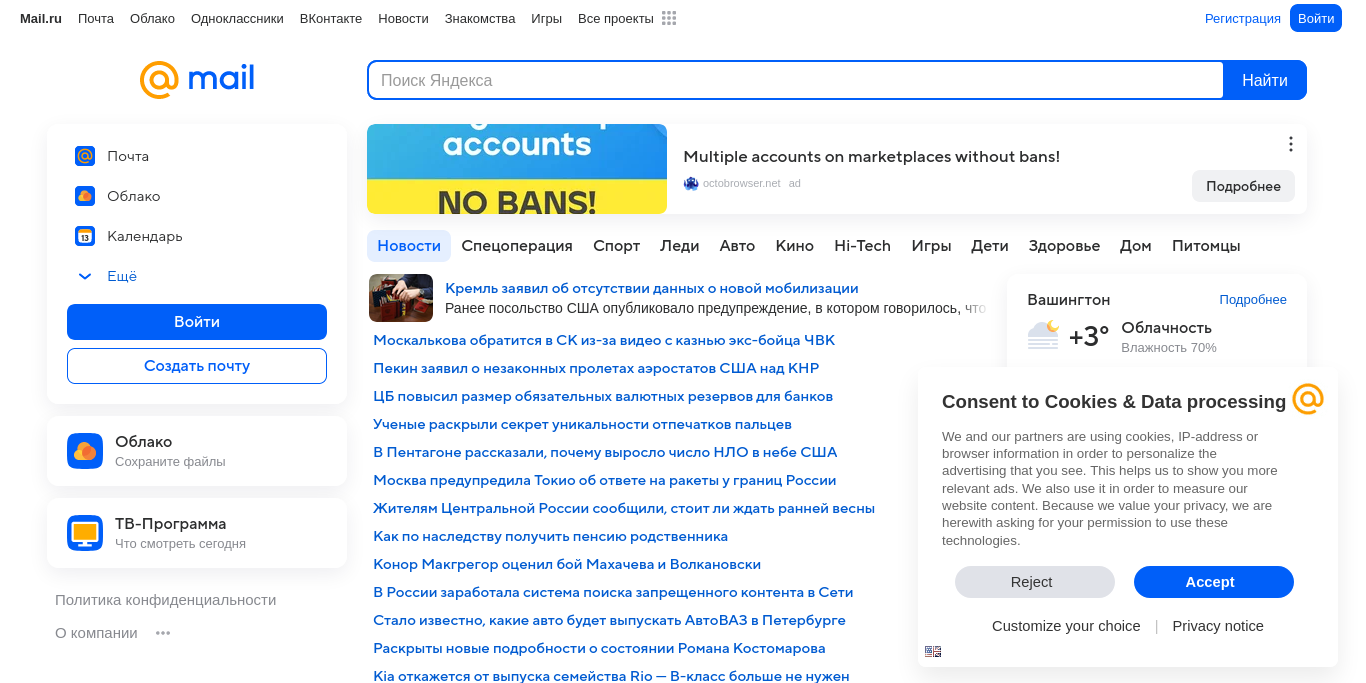 Mail.ru Почта Облако Одноклассники ВКонтакте Новости Знакомства Игры Все проекты Регистрация Войти
@mail
Поиск Яндекса Найти
Почта
Облако
13 Календарь
Ещё
Войти
Создать почту
Облако
Сохраните файлы
ТВ-Программа
Что смотреть сегодня
Политика конфиденциальности
О компании
accounts
NO BANS!
Multiple accounts on marketplaces without bans!
octobrowser.net ad
Подробнее
Новости Спецоперация Спорт Леди Авто Кино Hi-Tech Игры Дети Здоровье Дом Питомцы
Кремль заявил об отсутствии данных о новой мобилизации
Ранее посольство США опубликовало предупреждение, в котором говорилось, что
Москалькова обратится в СК из-за видео с казнью экс-бойца ЧВК
Пекин заявил о незаконных пролетах аэростатов США над КНР
ЦБ повысил размер обязательных валютных резервов для банков
Ученые раскрыли секрет уникальности отпечатков пальцев
В Пентагоне рассказали, почему выросло число НЛО в небе США
Москва предупредила Токио об ответе на ракеты у границ России
Жителям Центральной России сообщили, стоит ли ждать ранней весны
Как по наследству получить пенсию родственника
Конор Макгрегор оценил бой Махачева и Волкановски
В России заработала система поиска запрещенного контента в Сети
Стало известно, какие авто будет выпускать АвтоВАЗ в Петербурге
Раскрыты новые подробности о состоянии Романа Костомарова
Kia откажется от выпуска семейства Rio — B-класс больше не нужен
Вашингтон Подробнее
+3° Облачность
Влажность 70%
Consent to Cookies & Data processing
We and our partners are using cookies, IP-address or
browser information in order to personalize the
advertising that you see. This helps us to show you more
relevant ads. We also use it in order to measure our
website content. Because we value your privacy, we are
herewith asking for your permission to use these
technologies.
Reject Accept
Customize your choice | Privacy notice